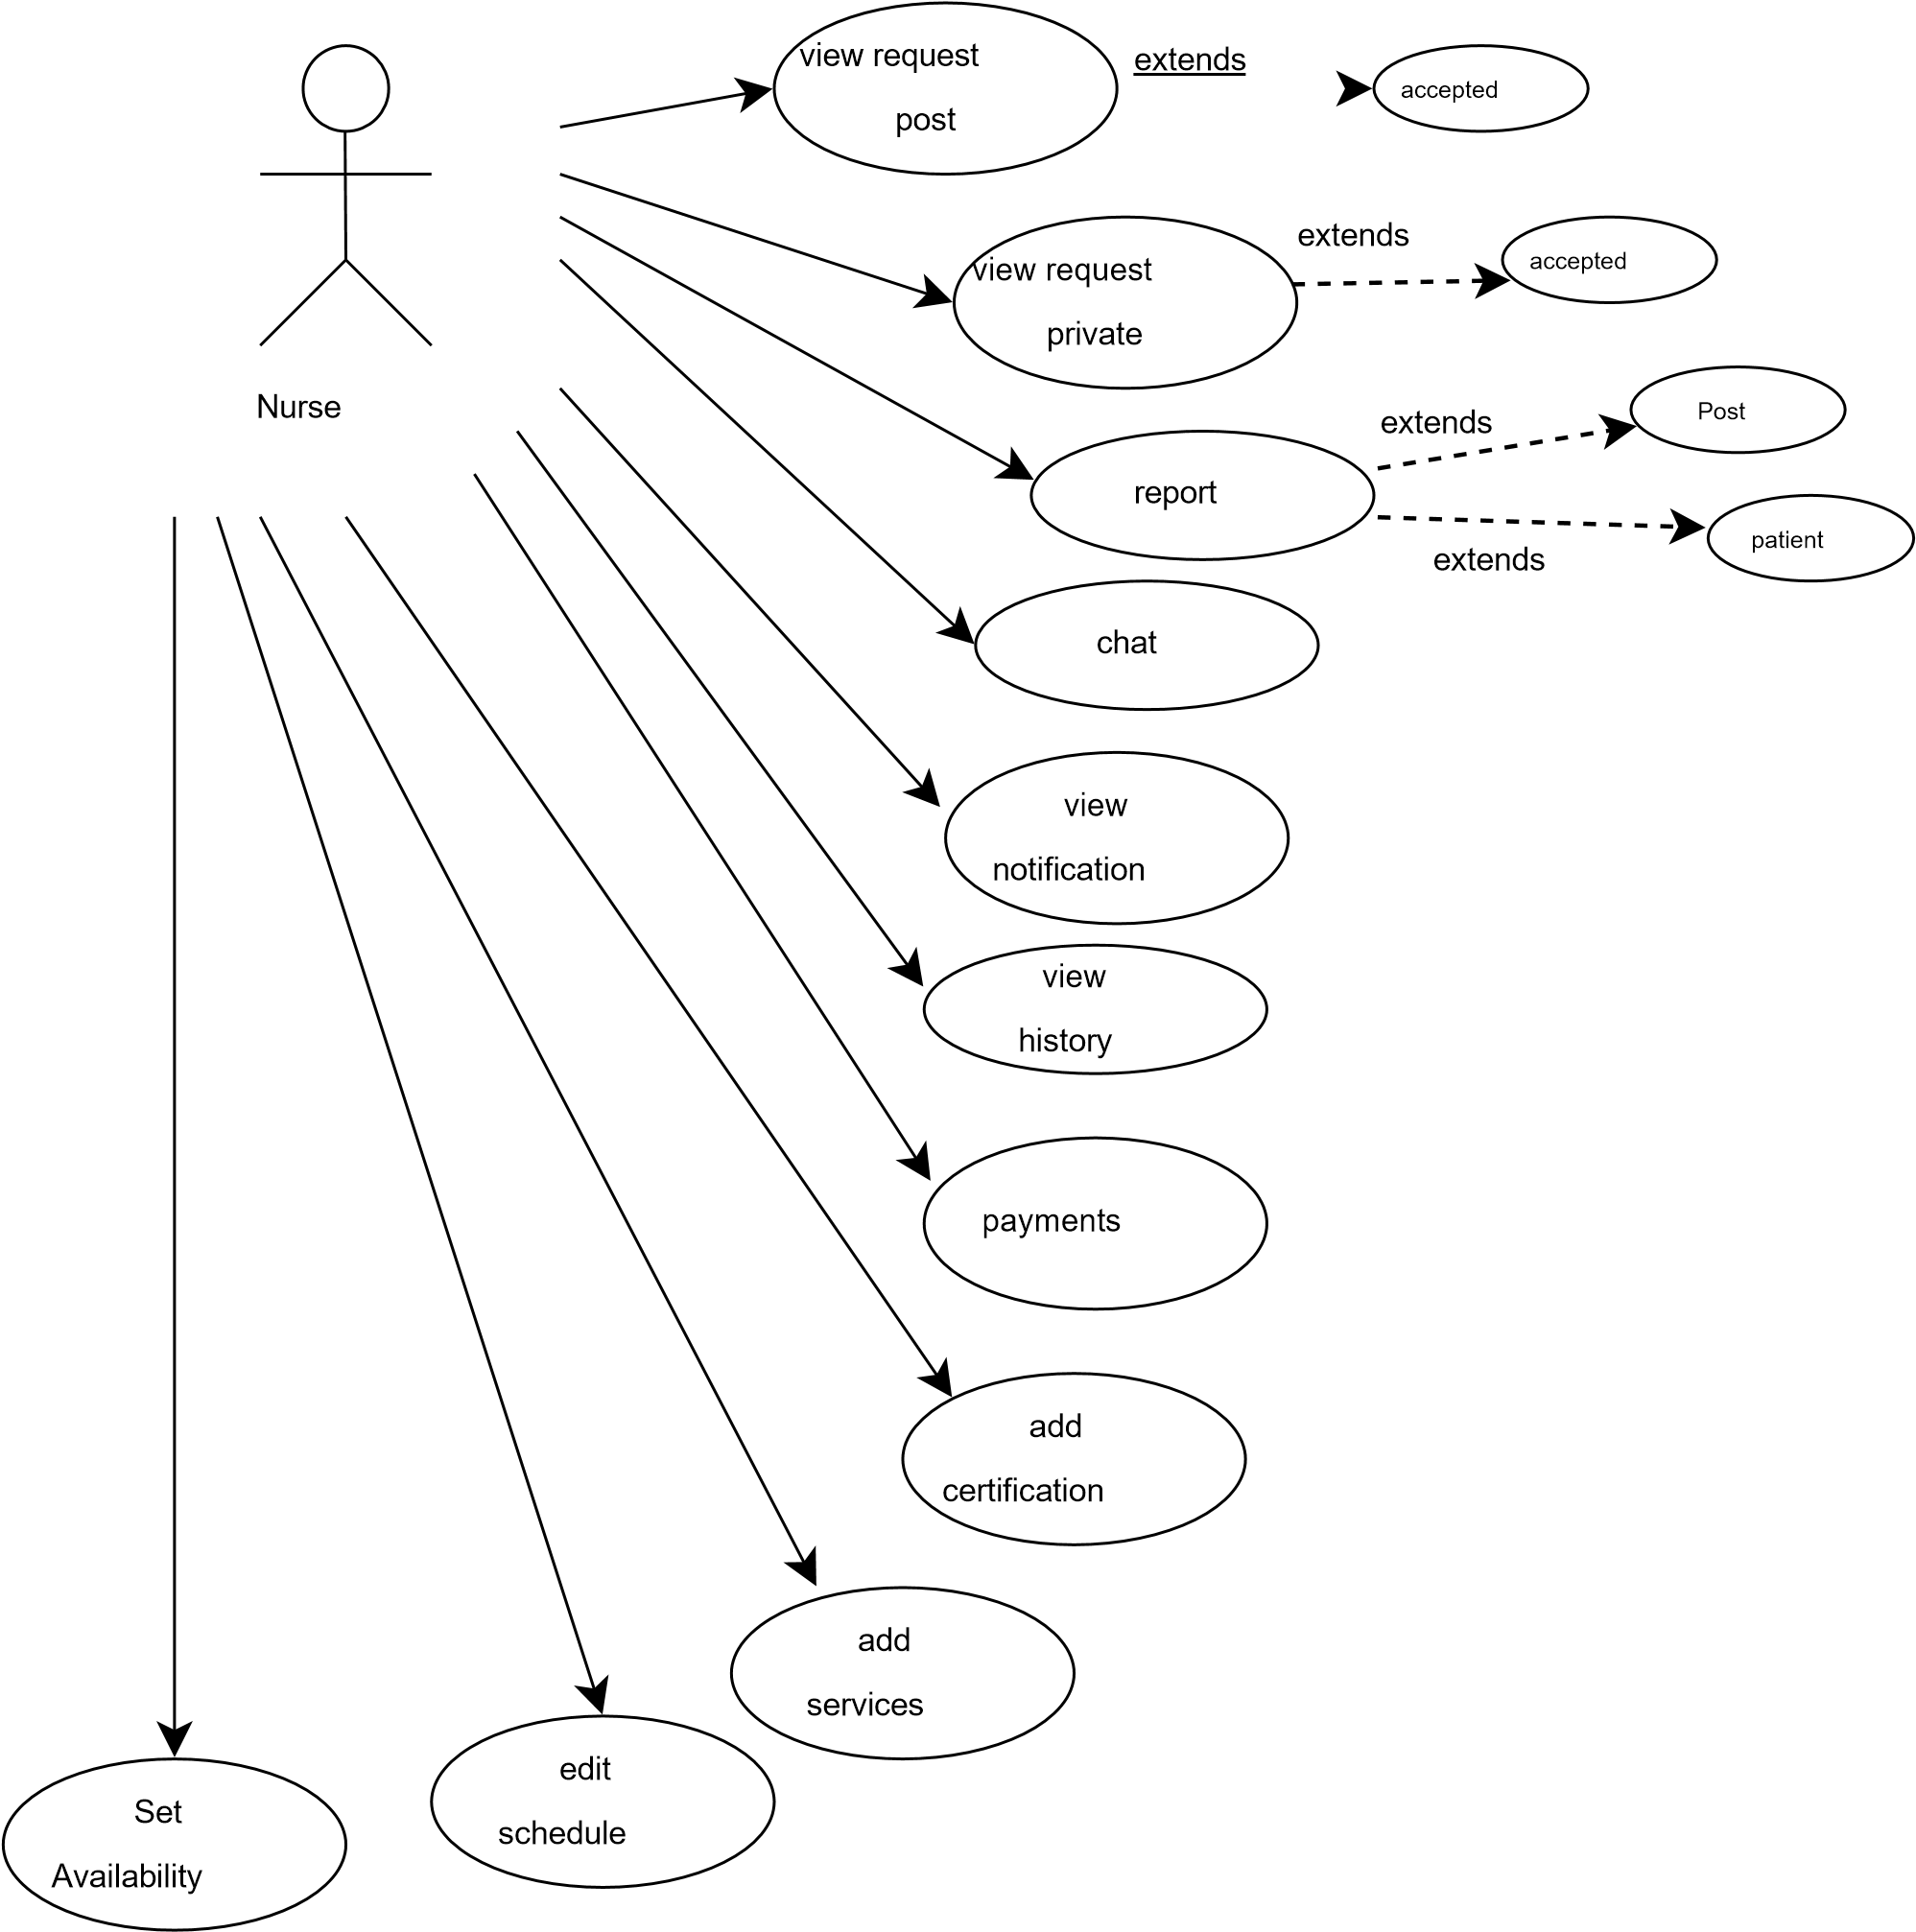 view request
post
extends
accepted
view request
private
extends
accepted
Nurse
extends
Post
report
patient
extends
chat
view
notification
view
history
payments
add
certification
add
services
edit
schedule
Set
Availability